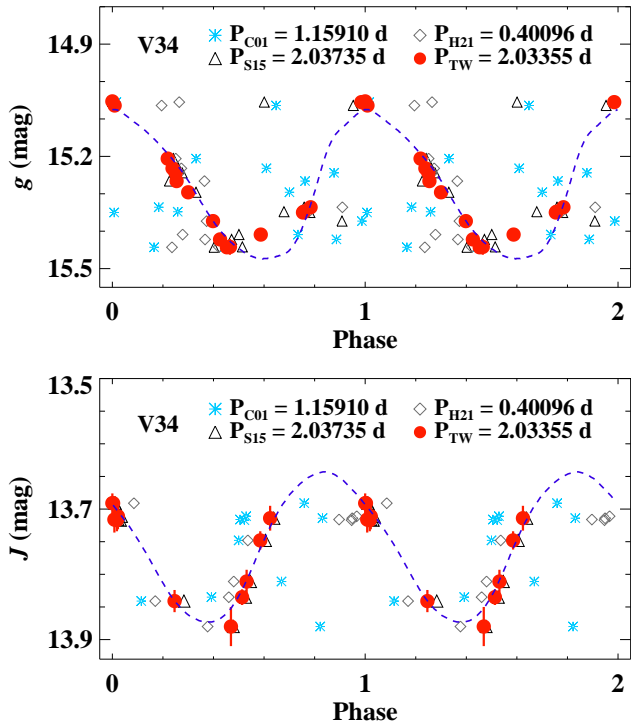 14.9
15.2
15.5
g (mag)
V34
P_C01 = 1.15910 d
P_H21 = 0.40096 d
P_S15 = 2.03735 d
P_TW = 2.03355 d
0
1
2
Phase
13.5
13.7
13.9
J (mag)
V34
P_C01 = 1.15910 d
P_H21 = 0.40096 d
P_S15 = 2.03735 d
P_TW = 2.03355 d
0
1
2
Phase